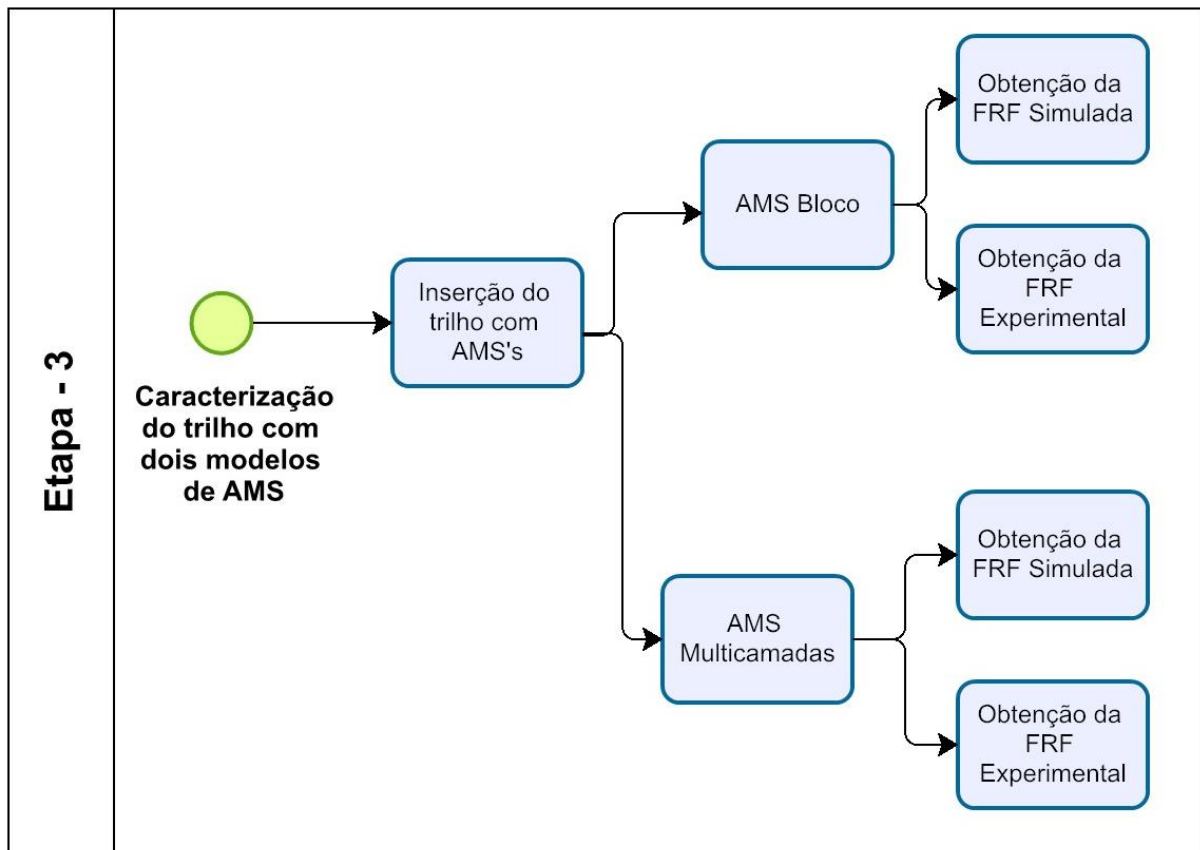 Etapa - 3
Caracterização
do trilho com
dois modelos
de AMS
Inserção do
trilho com
AMS's
AMS Bloco
Obtenção da
FRF Simulada
Obtenção da
FRF
Experimental
AMS
Multicamadas
Obtenção da
FRF Simulada
Obtenção da
FRF
Experimental